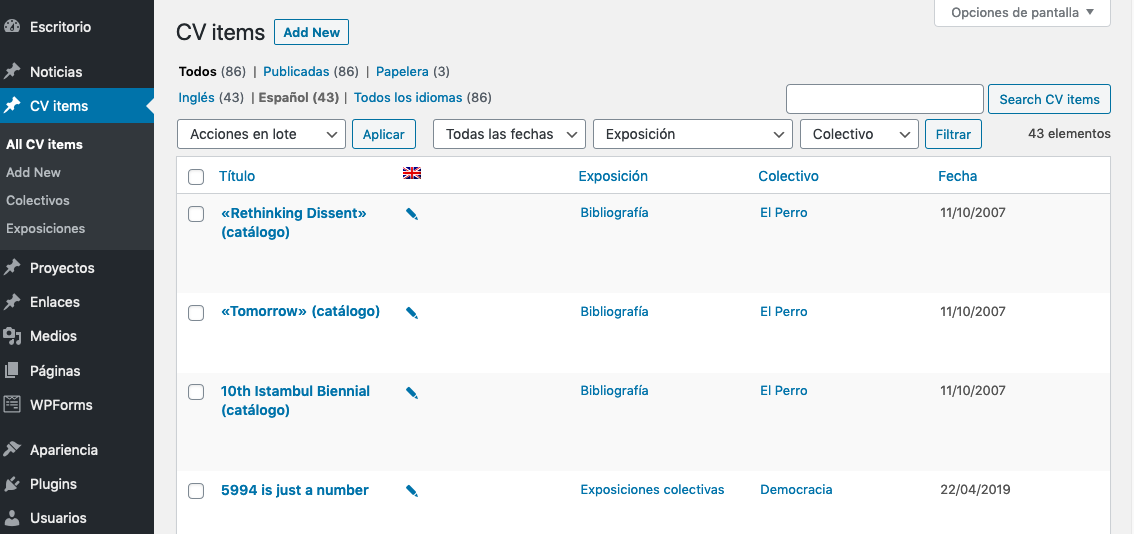 Escritorio
Noticias
CV items
All CV items
Add New
Colectivos
Exposiciones
Proyectos
Enlaces
Medios
Páginas
WPForms
Apariencia
Plugins
Usuarios
Opciones de pantalla
CV items Add New
Todos (86) | Publicadas (86) | Papelera (3)
Inglés (43) | Español (43) | Todos los idiomas (86)
Search CV items
Acciones en lote Aplicar Todas las fechas Exposición Colectivo Filtrar 43 elementos
Título Exposición Colectivo Fecha
«Rethinking Dissent» Bibliografía El Perro 11/10/2007
(catálogo)
«Tomorrow» (catálogo) Bibliografía El Perro 11/10/2007
10th Istambul Biennial Bibliografía El Perro 11/10/2007
(catálogo)
5994 is just a number Exposiciones colectivas Democracia 22/04/2019